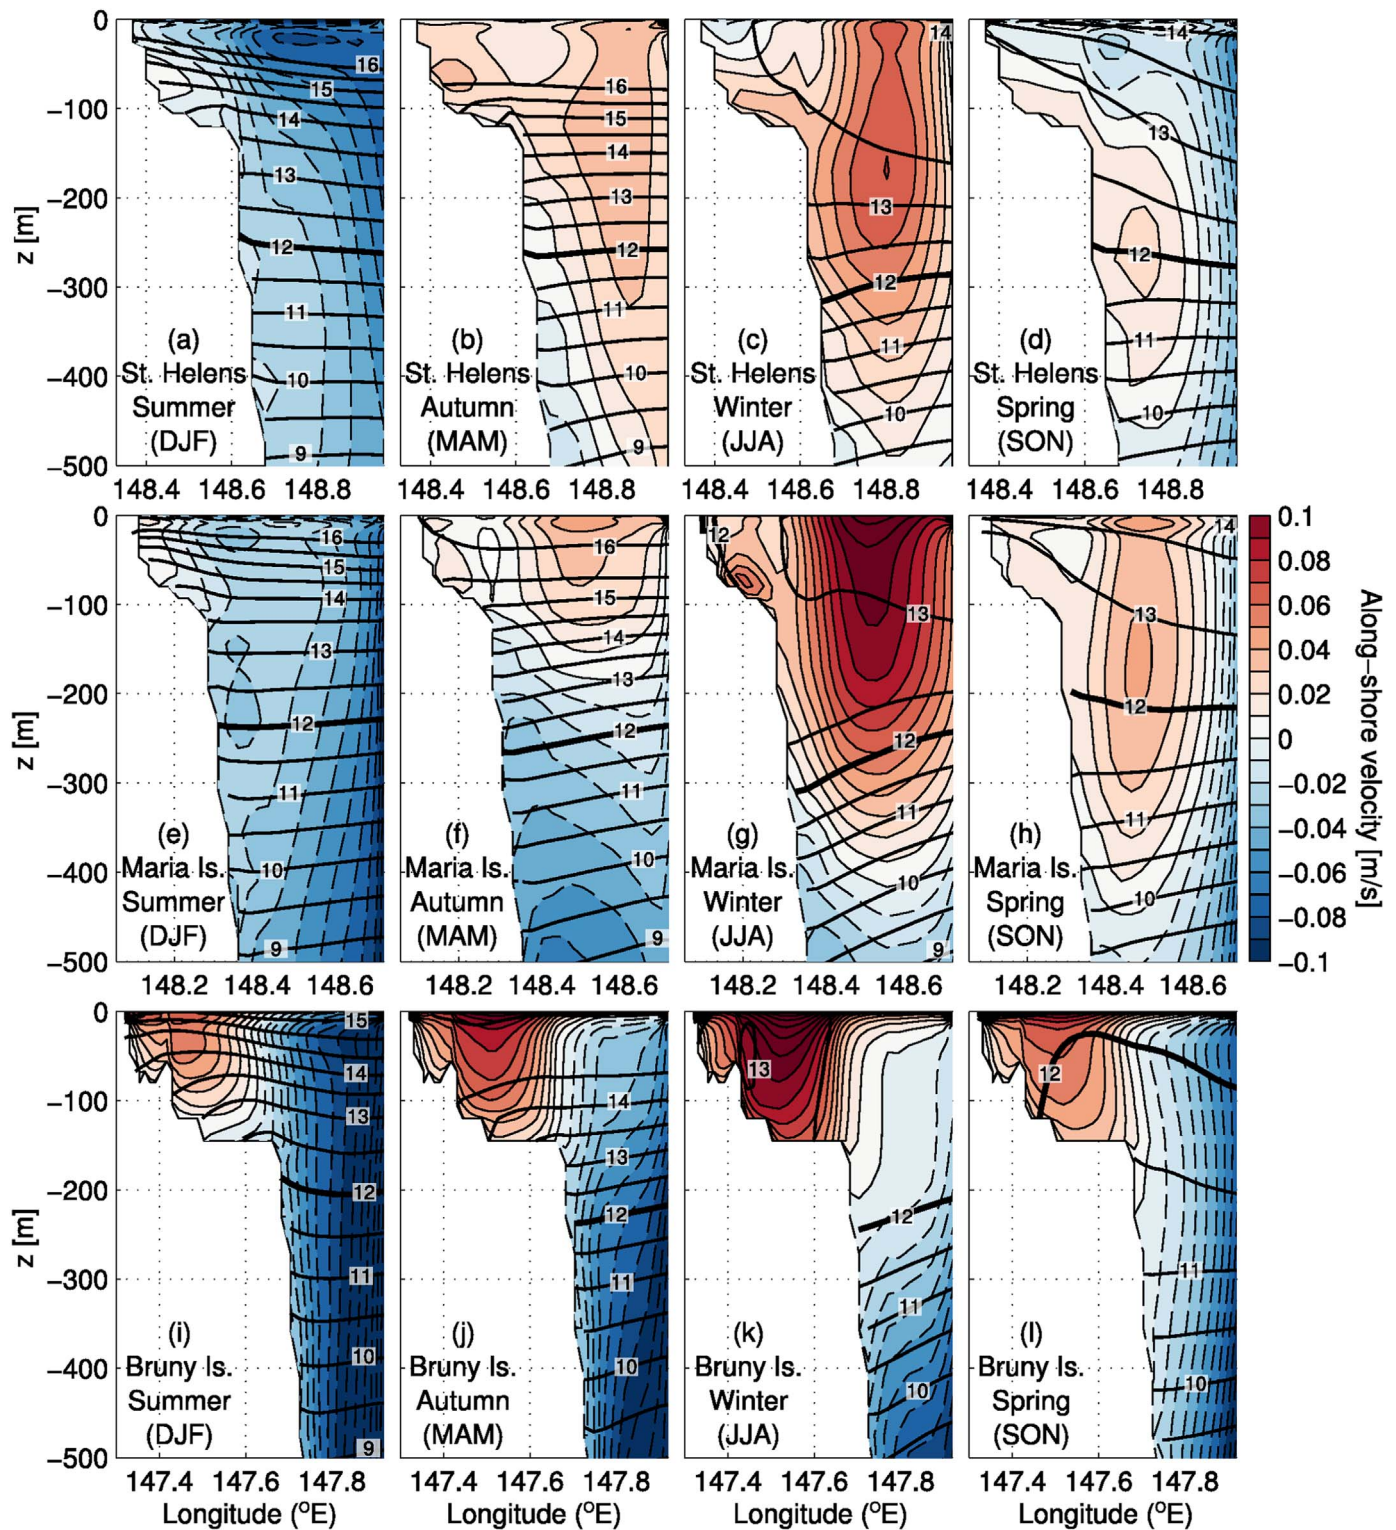 0
−100
−200
−300
−400
−500
z [m]
16
15
14
13
12
11
10
9
(a)
St. Helens
Summer
(DJF)
16
15
14
13
12
11
10
9
(b)
St. Helens
Autumn
(MAM)
14
13
12
11
10
(c)
St. Helens
Winter
(JJA)
14
13
12
11
10
(d)
St. Helens
Spring
(SON)
148.4 148.6 148.8
148.4 148.6 148.8
148.4 148.6 148.8
148.4 148.6 148.8
0
−100
−200
−300
−400
−500
z [m]
16
15
14
13
12
11
10
9
(e)
Maria Is.
Summer
(DJF)
16
15
14
13
12
11
10
9
(f)
Maria Is.
Autumn
(MAM)
12
13
12
11
10
9
(g)
Maria Is.
Winter
(JJA)
14
13
12
11
10
(h)
Maria Is.
Spring
(SON)
148.2 148.4 148.6
148.2 148.4 148.6
148.2 148.4 148.6
148.2 148.4 148.6
0.1
0.08
0.06
0.04
0.02
0
−0.02
−0.04
−0.06
−0.08
−0.1
Along−shore velocity [m/s]
0
−100
−200
−300
−400
−500
z [m]
15
14
13
12
11
10
9
(i)
Bruny Is.
Summer
(DJF)
14
13
12
11
10
(j)
Bruny Is.
Autumn
(MAM)
13
12
11
10
(k)
Bruny Is.
Winter
(JJA)
12
11
10
(l)
Bruny Is.
Spring
(SON)
147.4 147.6 147.8
147.4 147.6 147.8
147.4 147.6 147.8
147.4 147.6 147.8
Longitude (°E)
Longitude (°E)
Longitude (°E)
Longitude (°E)